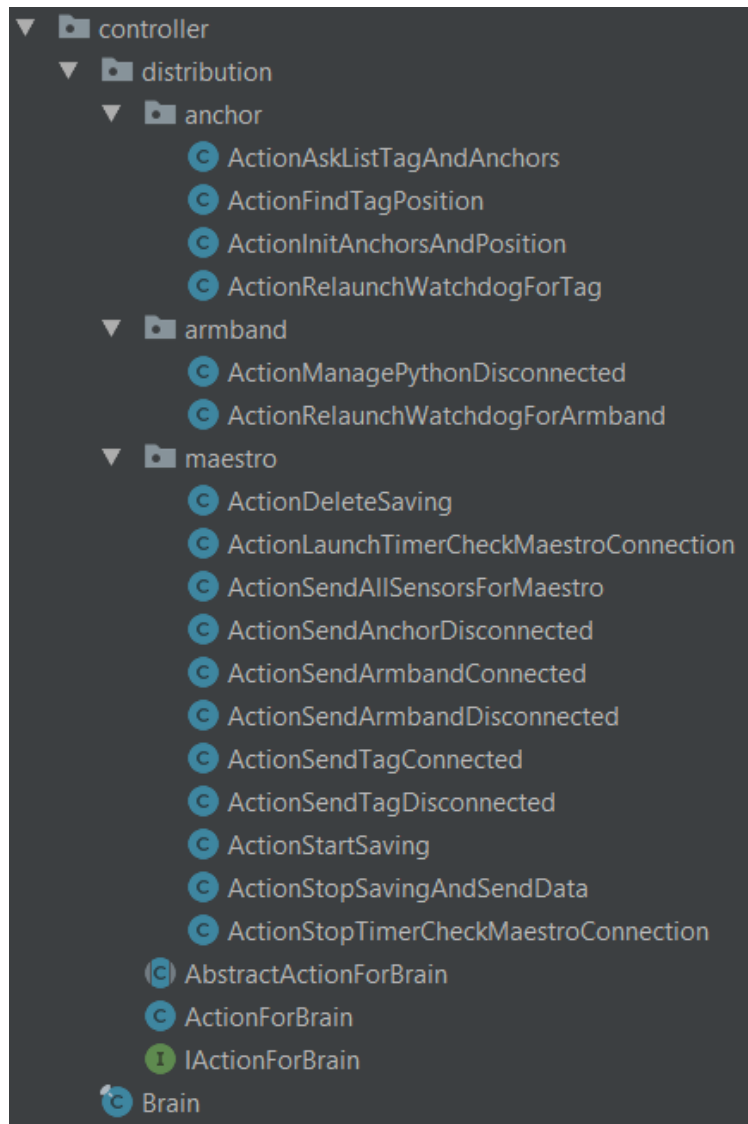 controller
distribution
anchor
ActionAskListTagAndAnchors
ActionFindTagPosition
ActionInitAnchorsAndPosition
ActionRelaunchWatchdogForTag
armband
ActionManagePythonDisconnected
ActionRelaunchWatchdogForArmband
maestro
ActionDeleteSaving
ActionLaunchTimerCheckMaestroConnection
ActionSendAllSensorsForMaestro
ActionSendAnchorDisconnected
ActionSendArmbandConnected
ActionSendArmbandDisconnected
ActionSendTagConnected
ActionSendTagDisconnected
ActionStartSaving
ActionStopSavingAndSendData
ActionStopTimerCheckMaestroConnection
AbstractActionForBrain
ActionForBrain
IActionForBrain
Brain